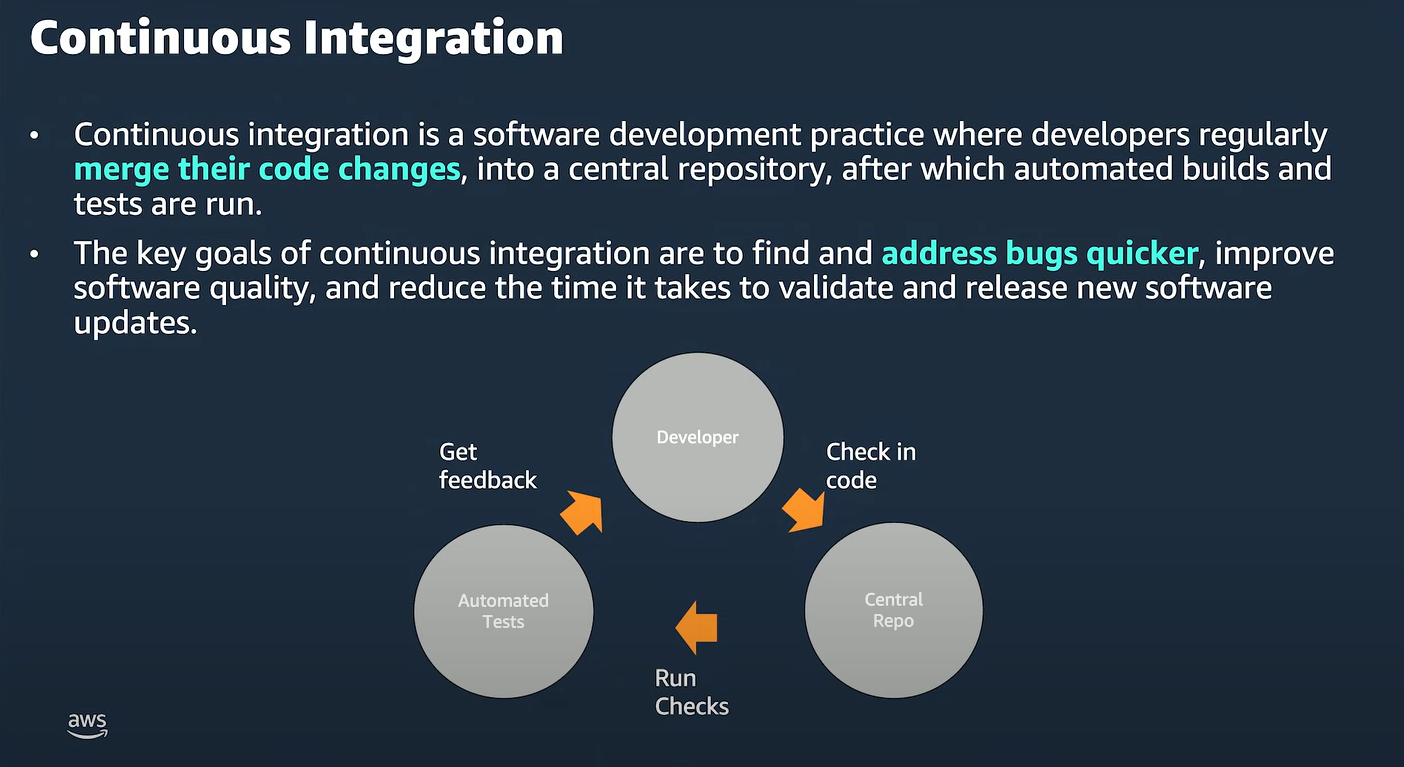 Continuous Integration
• Continuous integration is a software development practice where developers regularly
merge their code changes, into a central repository, after which automated builds and
tests are run.
• The key goals of continuous integration are to find and address bugs quicker, improve
software quality, and reduce the time it takes to validate and release new software
updates.
Developer
Get
feedback
Check in
code
Automated
Tests
Central
Repo
Run
Checks
aws